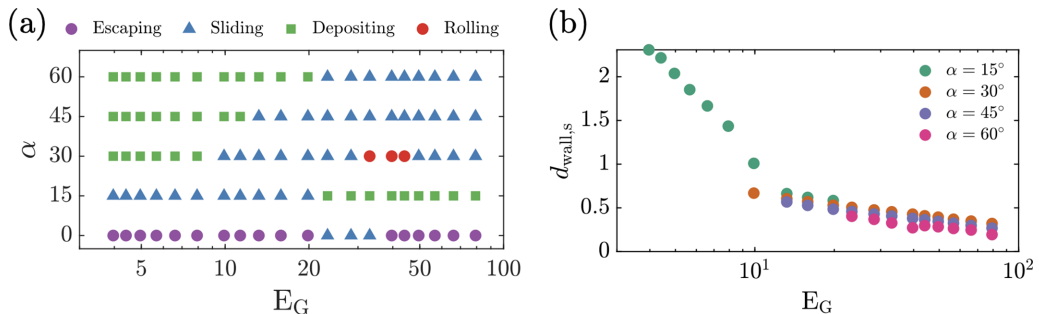 (a)
Escaping Sliding Depositing Rolling
α
60
45
30
15
0
5 10 20 50 100
E_G
(b)
d_wall,s
2
1.5
1
0.5
0
10^1 10^2
E_G
α = 15°
α = 30°
α = 45°
α = 60°